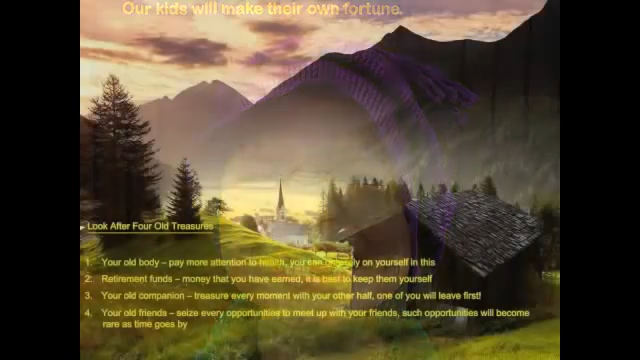 Our kids will make their own fortune.
Look After Four Old Treasures
1. Your old body – pay more attention to health, you can only rely on yourself in this
2. Retirement funds – money that you have earned, it is best to keep them yourself
3. Your old companion – treasure every moment with your other half, one of you will leave first!
4. Your old friends – seize every opportunities to meet up with your friends, such opportunities will become
rare as time goes by